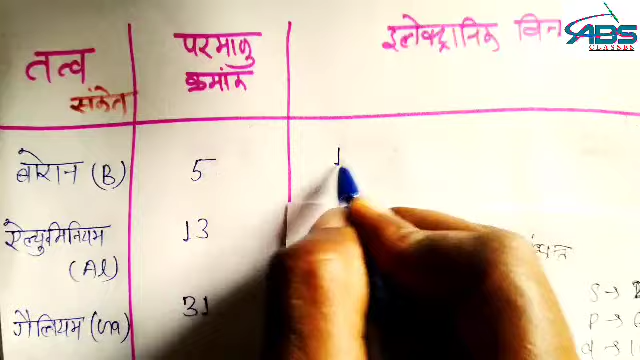 तत्व
संकेत
परमाणु
क्रमांक
इलेक्ट्रानिक
ABS
CLASSES
बोरान (B) 5 1
ऐल्युमिनियम 13
(Al)
गैलियम (Ga) 31
S→
P→
d→